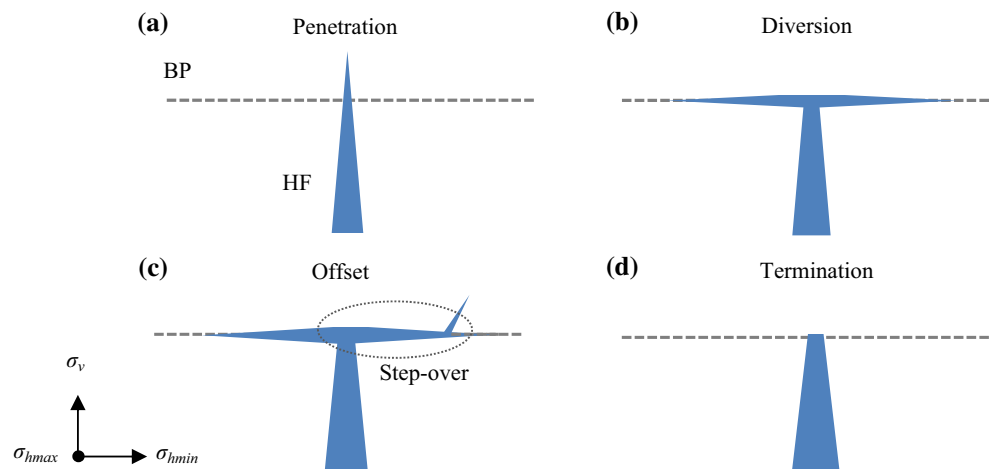 (a)
Penetration
BP
HF
(b)
Diversion
(c)
Offset
Step-over
(d)
Termination
σv
σhmax
σhmin